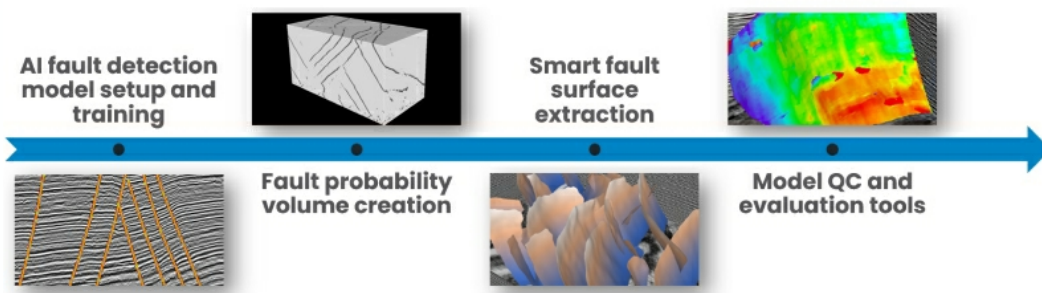 AI fault detection
model setup and
training
Fault probability
volume creation
Smart fault
surface
extraction
Model QC and
evaluation tools